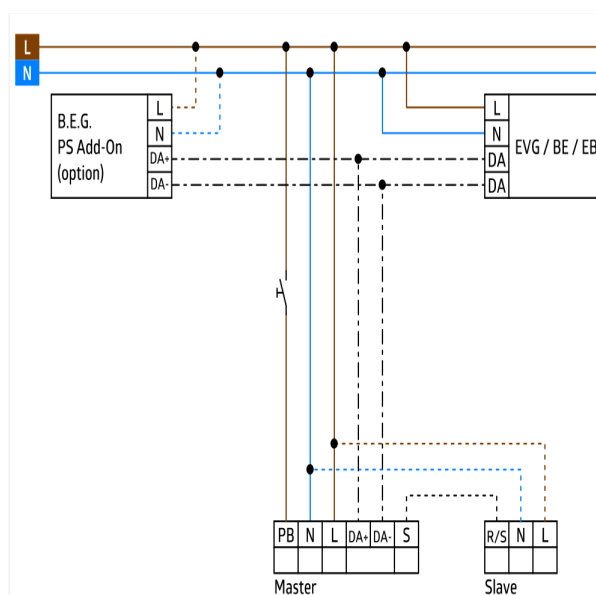 L
N
B.E.G.
PS Add-On
(option)
L
N
DA+
DA-
L
N
DA
DA
EVG / BE / EB
PB N L DA+ DA- S
Master
R/S N L
Slave